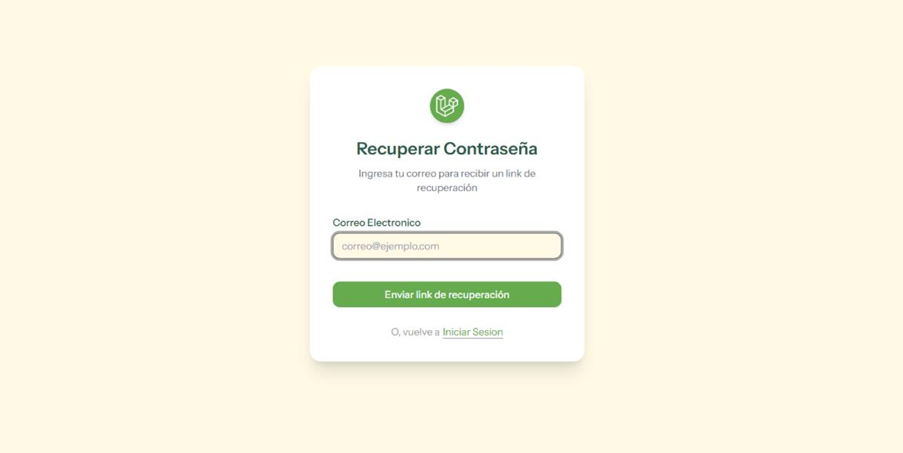 Recuperar Contraseña
Ingresa tu correo para recibir un link de
recuperación
Correo Electronico
correo@ejemplo.com
Enviar link de recuperación
O, vuelve a Iniciar Sesion